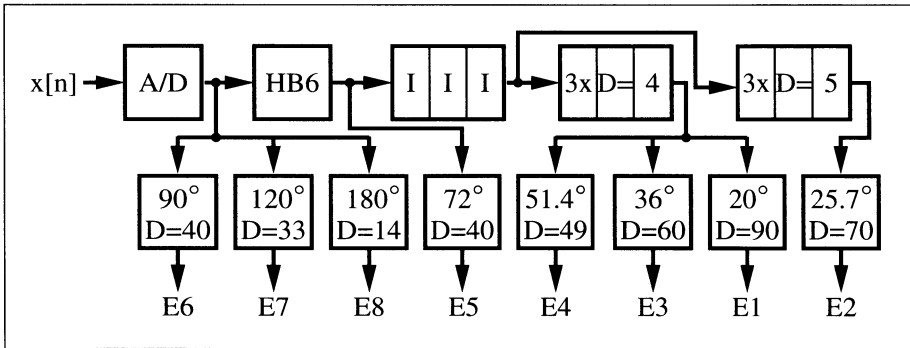 x[n] A/D HB6 I I I 3x D= 4 3x D= 5
90° 120° 180° 72° 51.4° 36° 20° 25.7°
D=40 D=33 D=14 D=40 D=49 D=60 D=90 D=70
E6 E7 E8 E5 E4 E3 E1 E2